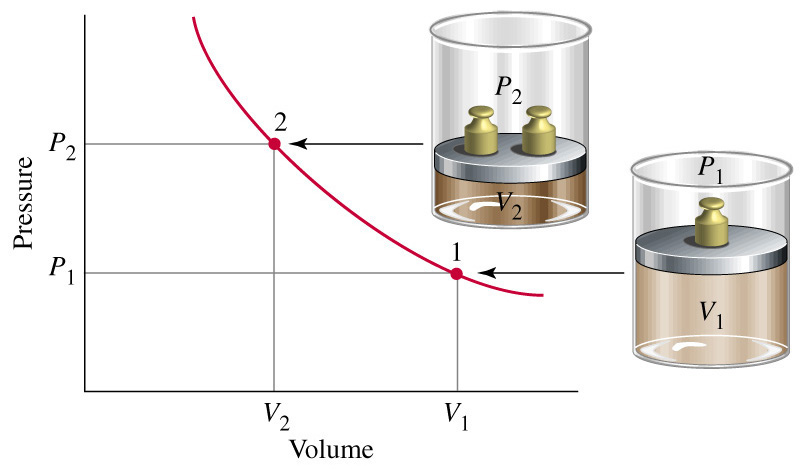 Pressure
P₂
P₁
2
1
V₂
V₁
Volume
P₂
V₂
P₁
V₁